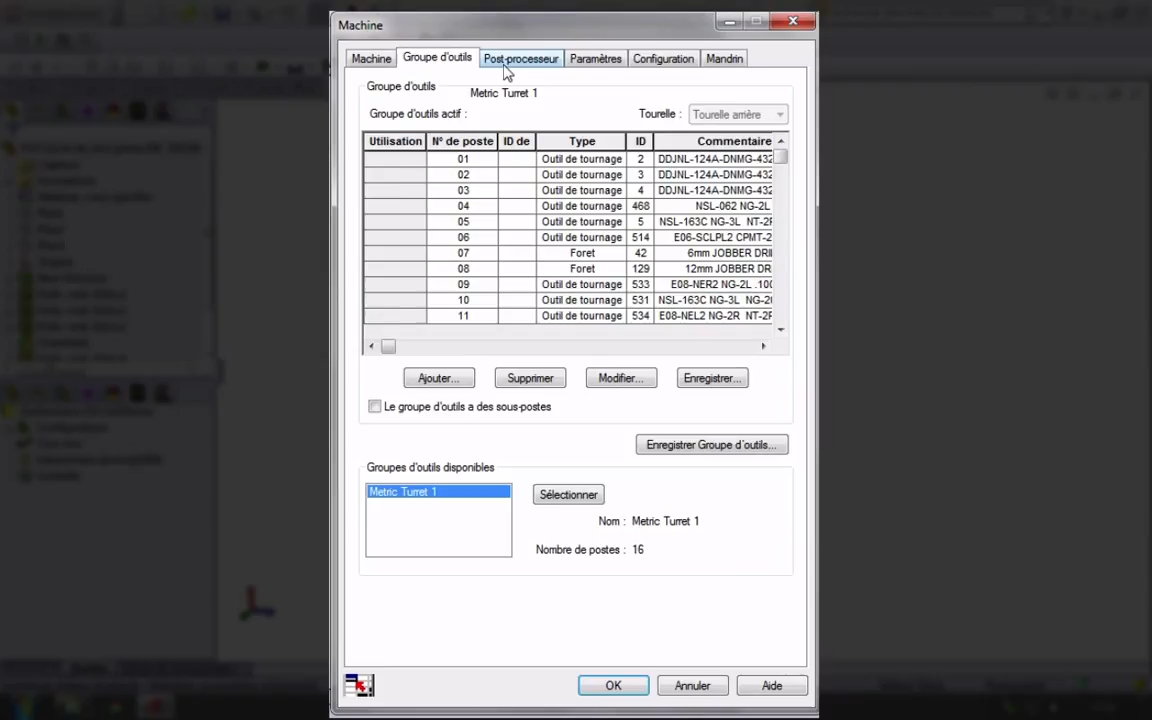 Machine
Machine Groupe d'outils Post-processeur Paramètres Configuration Mandrin
Groupe d'outils
Metric Turret 1
Groupe d'outils actif : Tourelle : Tourelle arrière
Utilisation N° de poste ID de Type ID Commentaire
01 Outil de tournage 2 DDJNL-124A-DNMG-432
02 Outil de tournage 3 DDJNL-124A-DNMG-432
03 Outil de tournage 4 DDJNL-124A-DNMG-432
04 Outil de tournage 468 NSL-062 NG-2L
05 Outil de tournage 5 NSL-163C NG-3L NT-2R
06 Outil de tournage 514 E06-SCLPL2 CPMT-2
07 Foret 42 6mm JOBBER DRI
08 Foret 129 12mm JOBBER DR
09 Outil de tournage 533 E08-NER2 NG-2L .100
10 Outil de tournage 531 NSL-163C NG-3L NG-2
11 Outil de tournage 534 E08-NEL2 NG-2R NT-2R
Ajouter... Supprimer Modifier... Enregistrer...
Le groupe d'outils a des sous-postes
Enregistrer Groupe d'outils...
Groupes d'outils disponibles
Metric Turret 1 Sélectionner
Nom : Metric Turret 1
Nombre de postes : 16
OK Annuler Aide